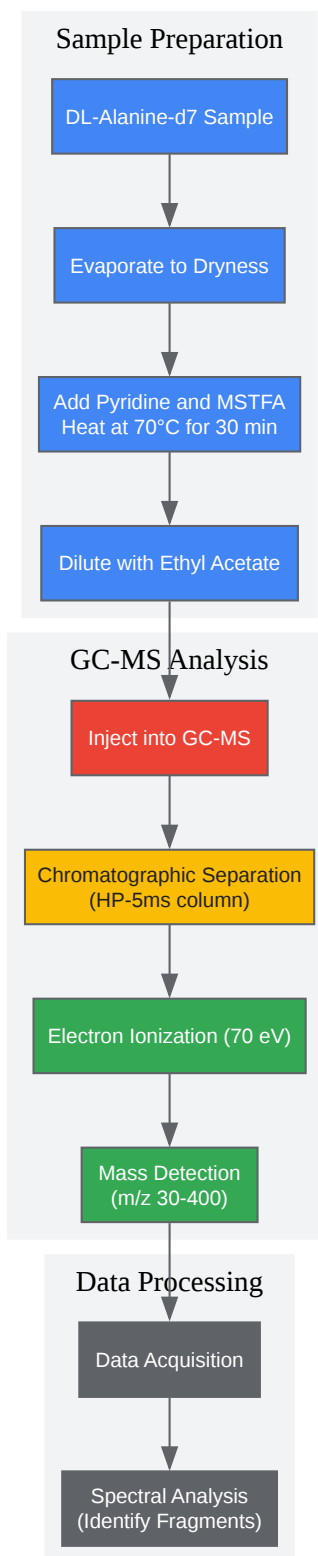 Sample Preparation
DL-Alanine-d7 Sample
Evaporate to Dryness
Add Pyridine and MSTFA
Heat at 70°C for 30 min
Dilute with Ethyl Acetate
GC-MS Analysis
Inject into GC-MS
Chromatographic Separation
(HP-5ms column)
Electron Ionization (70 eV)
Mass Detection
(m/z 30-400)
Data Processing
Data Acquisition
Spectral Analysis
(Identify Fragments)